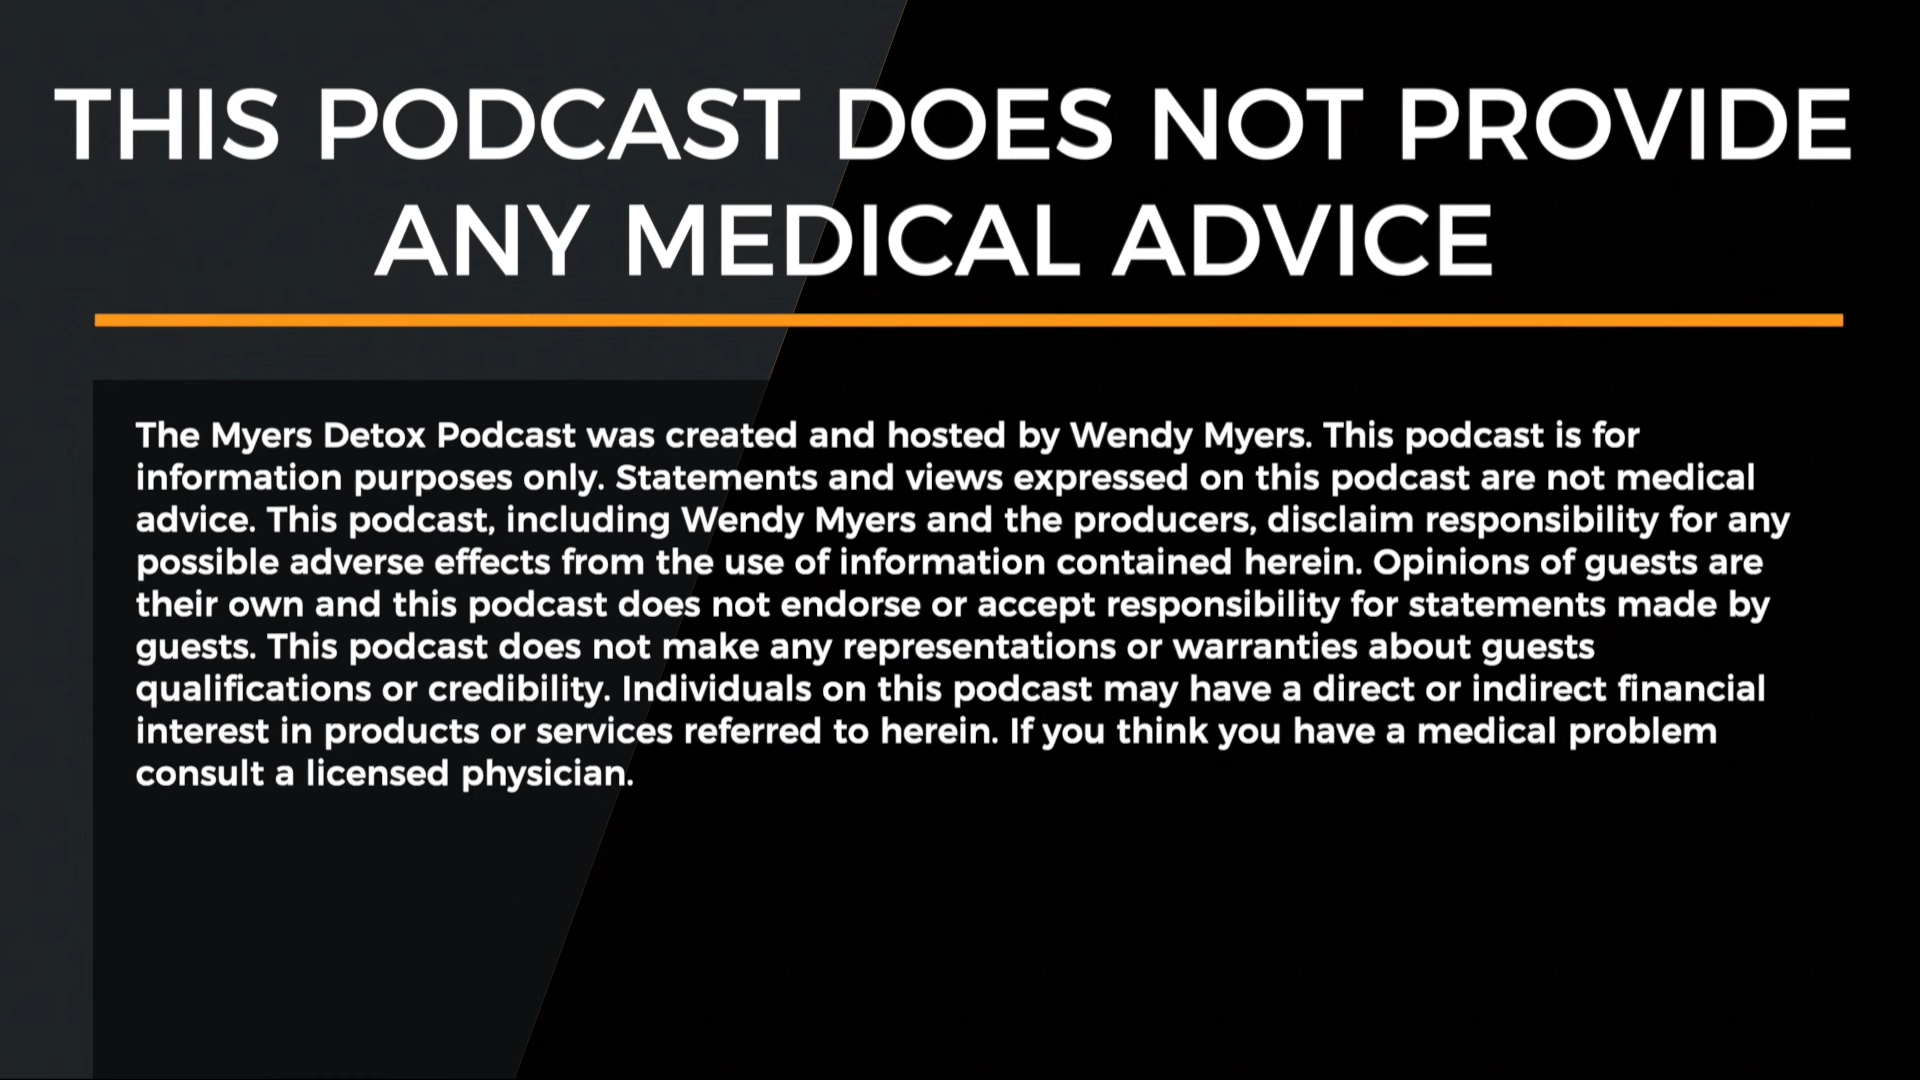 THIS PODCAST DOES NOT PROVIDE
ANY MEDICAL ADVICE
The Myers Detox Podcast was created and hosted by Wendy Myers. This podcast is for
information purposes only. Statements and views expressed on this podcast are not medical
advice. This podcast, including Wendy Myers and the producers, disclaim responsibility for any
possible adverse effects from the use of information contained herein. Opinions of guests are
their own and this podcast does not endorse or accept responsibility for statements made by
guests. This podcast does not make any representations or warranties about guests
qualifications or credibility. Individuals on this podcast may have a direct or indirect financial
interest in products or services referred to herein. If you think you have a medical problem
consult a licensed physician.